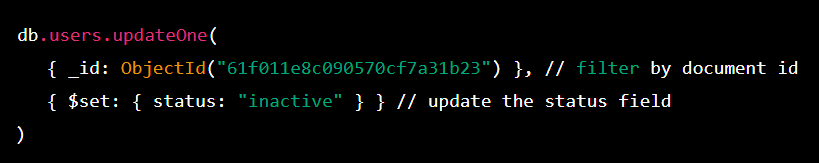 db.users.updateOne(
{ _id: ObjectId("61f011e8c090570cf7a31b23") }, // filter by document id
{ $set: { status: "inactive" } } // update the status field
)